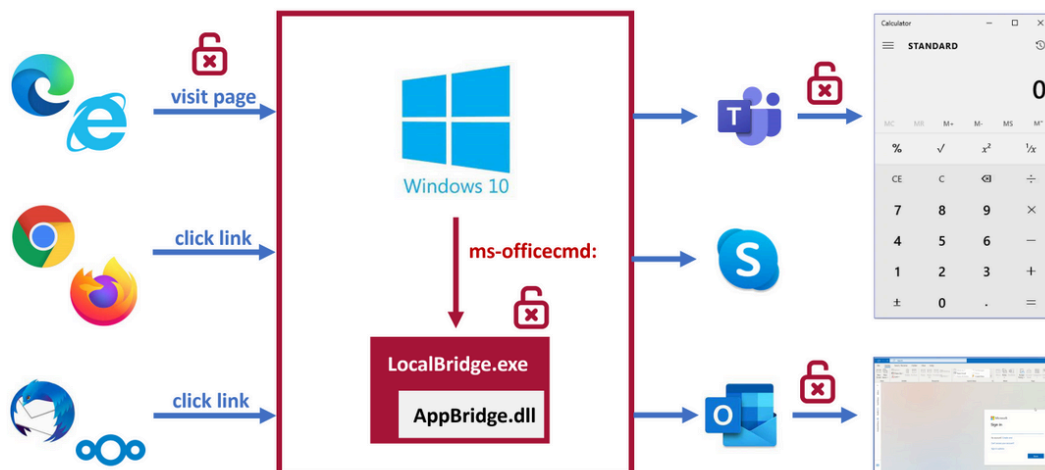 Calculator
STANDARD
0
MC MR M+ M- MS M˅
% √ x² ¹/x
CE C ÷
7 8 9 ×
4 5 6 −
1 2 3 +
± 0 . =
visit page
Windows 10
T
click link
ms-officecmd:
S
LocalBridge.exe
AppBridge.dll
click link
O
Microsoft
Sign in